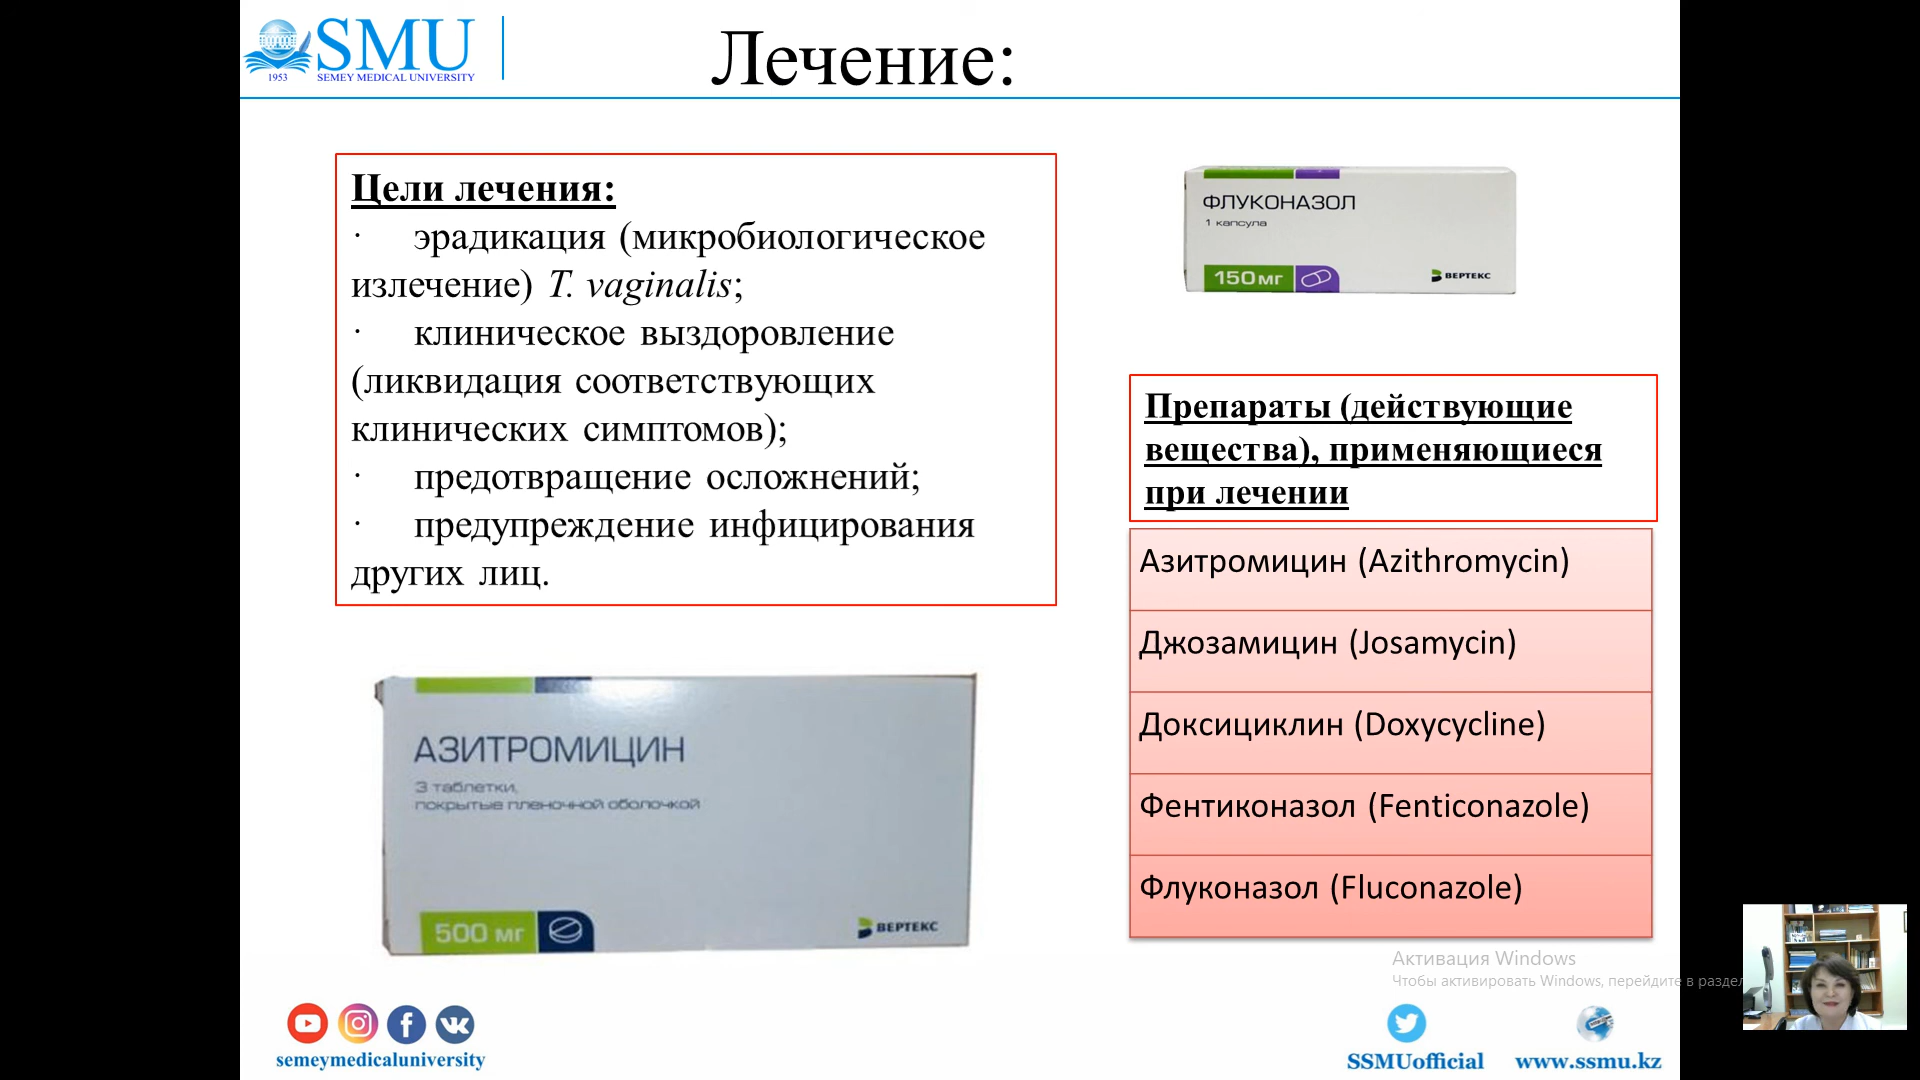 SMU
1953 SEMEY MEDICAL UNIVERSITY
Лечение:
Цели лечения:
· эрадикация (микробиологическое
излечение) T. vaginalis;
· клиническое выздоровление
(ликвидация соответствующих
клинических симптомов);
· предотвращение осложнений;
· предупреждение инфицирования
других лиц.
ФЛУКОНАЗОЛ
1 капсула
150 мг
ВЕРТЕКС
Препараты (действующие
вещества), применяющиеся
при лечении
Азитромицин (Azithromycin)
Джозамицин (Josamycin)
Доксициклин (Doxycycline)
Фентиконазол (Fenticonazole)
Флуконазол (Fluconazole)
АЗИТРОМИЦИН
3 таблетки,
покрытые пленочной оболочкой
500 мг
ВЕРТЕКС
Активация Windows
Чтобы активировать Windows, перейдите в раздел
semeymedicaluniversity
SSMUofficial
www.ssmu.kz